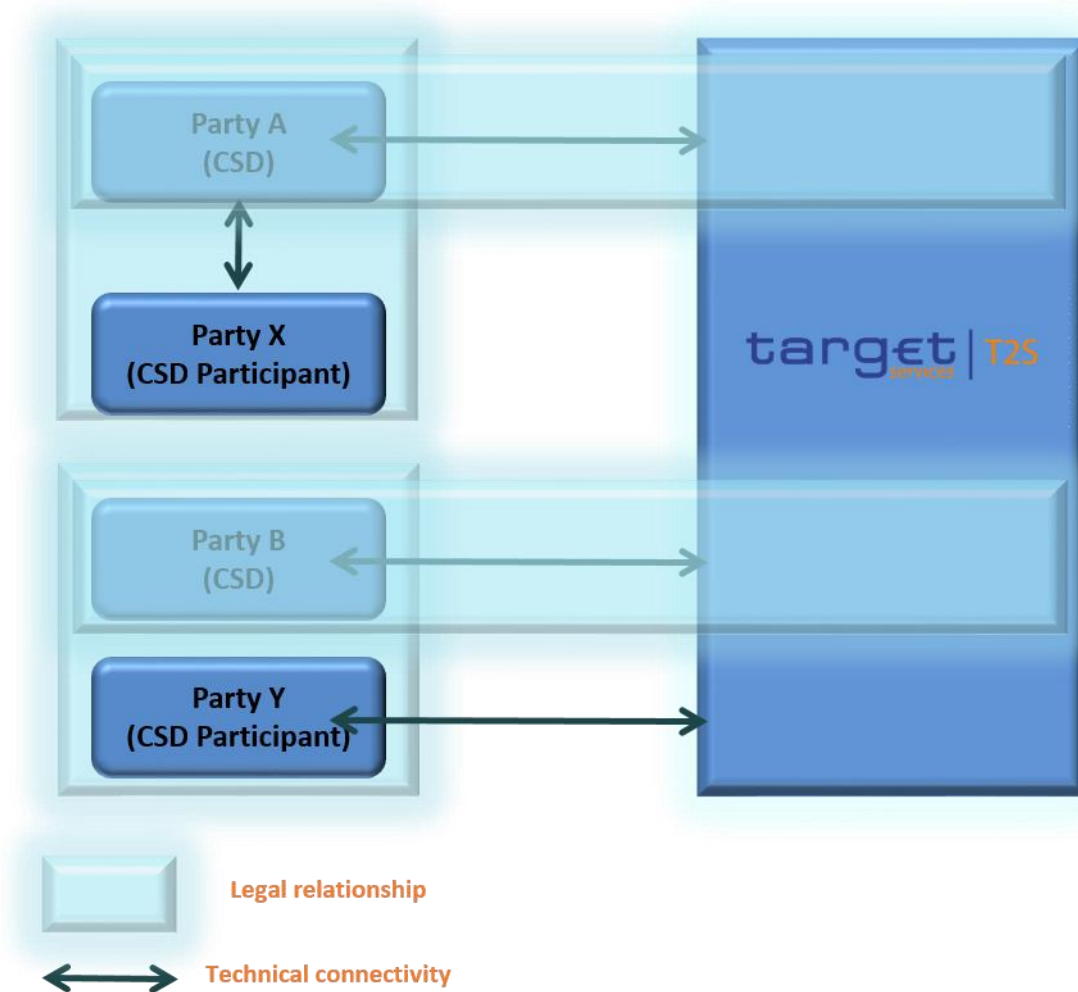 Party A
(CSD)
Party X
(CSD Participant)
target | T2S
services
Party B
(CSD)
Party Y
(CSD Participant)
Legal relationship
Technical connectivity